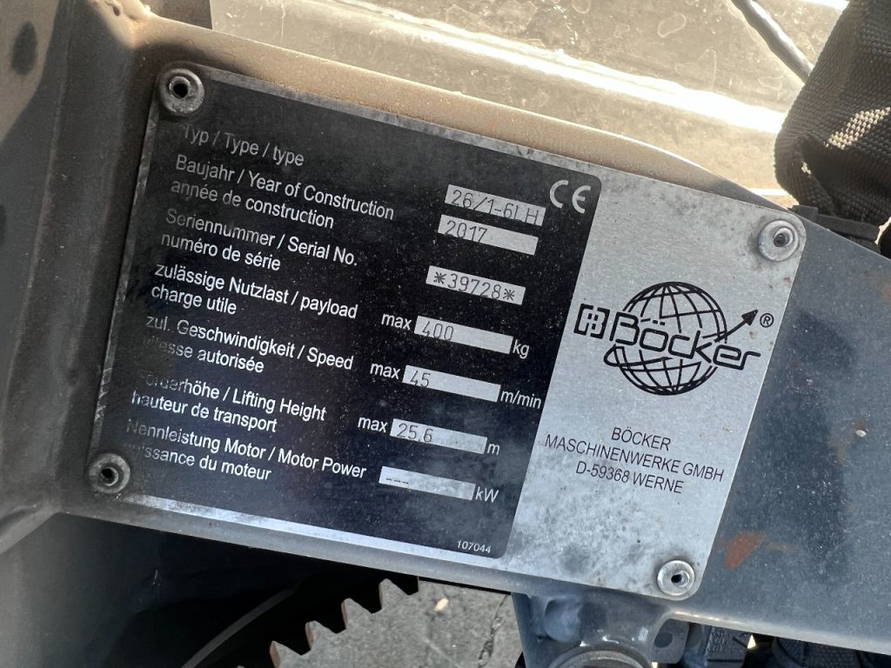 Typ / Type / type 26/1-6LH CE
Baujahr / Year of Construction 2017
année de construction
Seriennummer / Serial No. *39728*
numéro de série
zulässige Nutzlast / payload max 400 kg
charge utile
zul. Geschwindigkeit / Speed max 45 m/min
vitesse autorisée
Förderhöhe / Lifting Height max 25.6 m
hauteur de transport
Nennleistung Motor / Motor Power --- kW
puissance du moteur
107044
Böcker ®
BÖCKER
MASCHINENWERKE GMBH
D-59368 WERNE